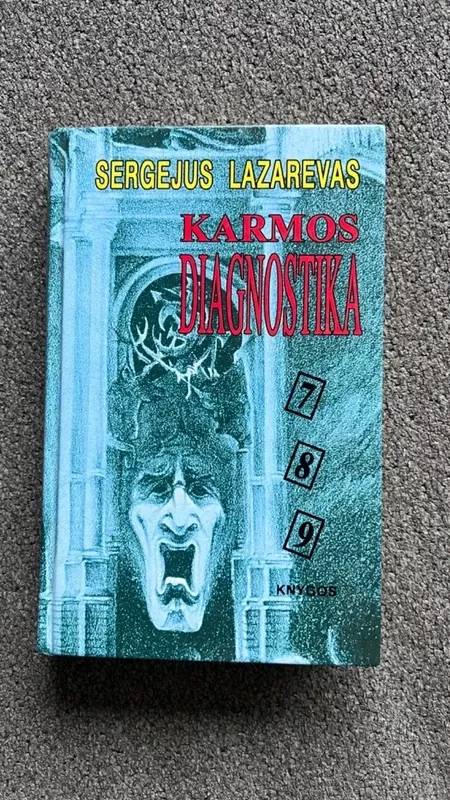 SERGEJUS LAZAREVAS
KARMOS
DIAGNOSTIKA
7
8
9
KNYGOS